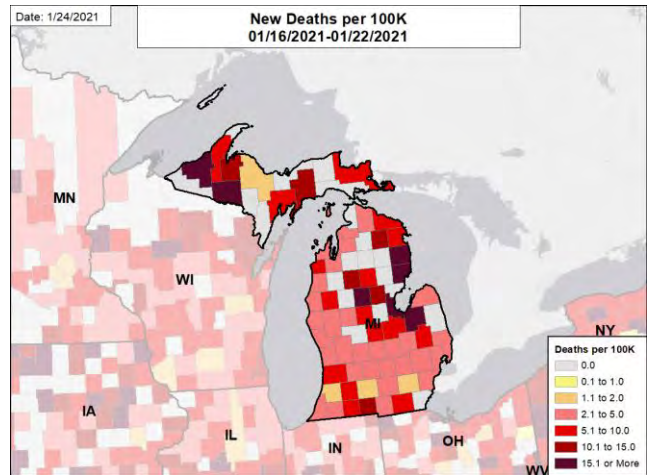 Date: 1/24/2021
New Deaths per 100K
01/16/2021-01/22/2021
MN
WI
MI
NY
IA
IL
IN
OH
WV
Deaths per 100K
0.0
0.1 to 1.0
1.1 to 2.0
2.1 to 5.0
5.1 to 10.0
10.1 to 15.0
15.1 or More